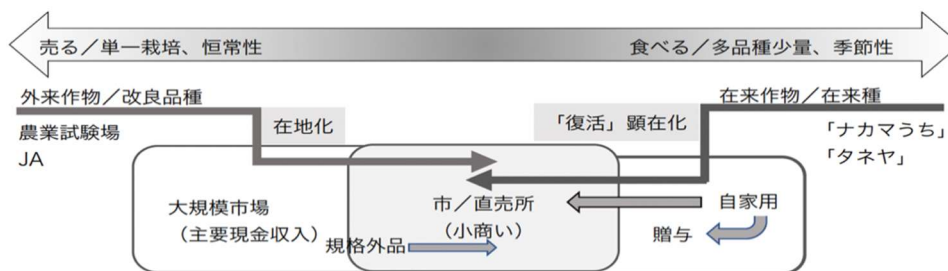 売る／単一栽培、恒常性
食べる／多品種少量、季節性
外来作物／改良品種
農業試験場
JA
在地化
「復活」顕在化
在来作物／在来種
「ナカマうち」
「タネヤ」
大規模市場
（主要現金収入）
規格外品
市／直売所
（小商い）
自家用
贈与